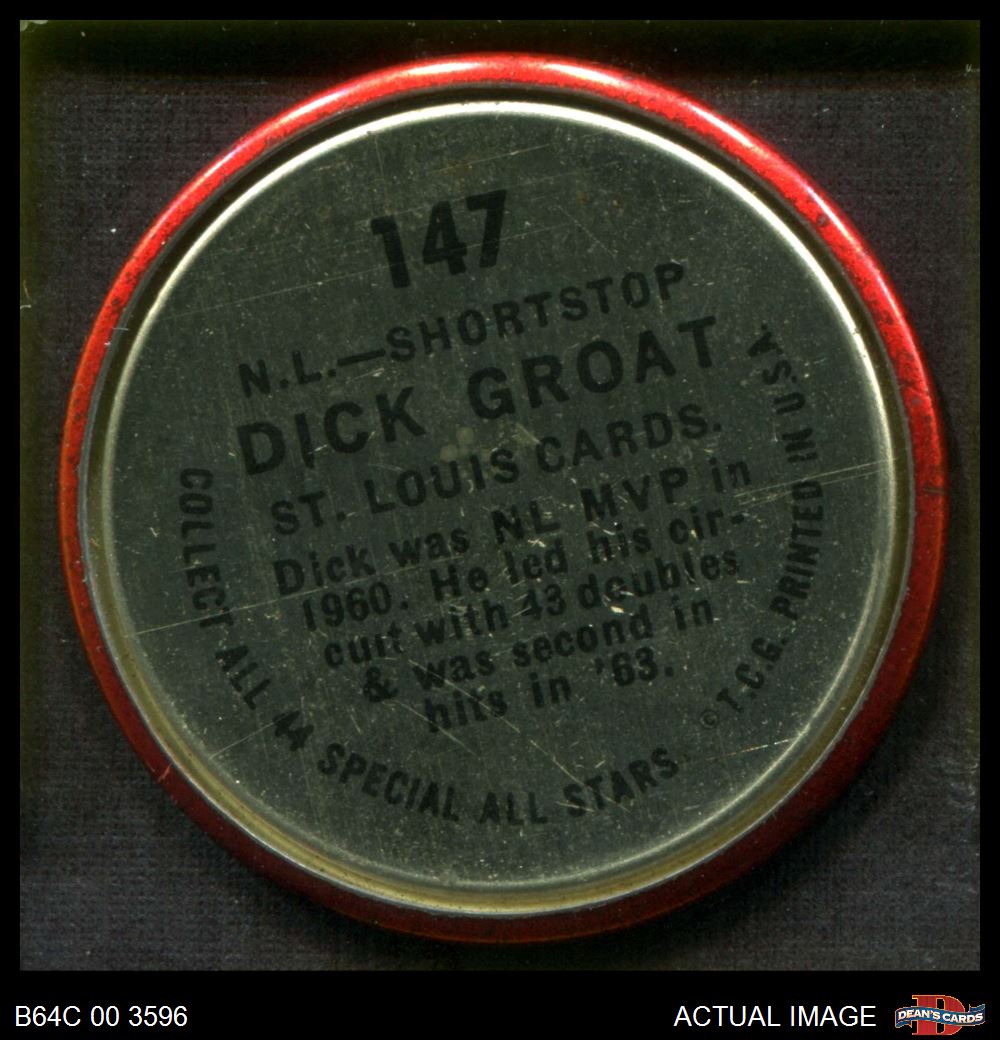 147
N.L.—SHORTSTOP
DICK GROAT
ST. LOUIS CARDS.
Dick was NL MVP in
1960. He led his cir-
cuit with 43 doubles
& was second in
hits in '63.
COLLECT ALL 44 SPECIAL ALL STARS
© T.C.G. PRINTED IN U.S.A.
B64C 00 3596
ACTUAL IMAGE
D
DEAN'S CARDS